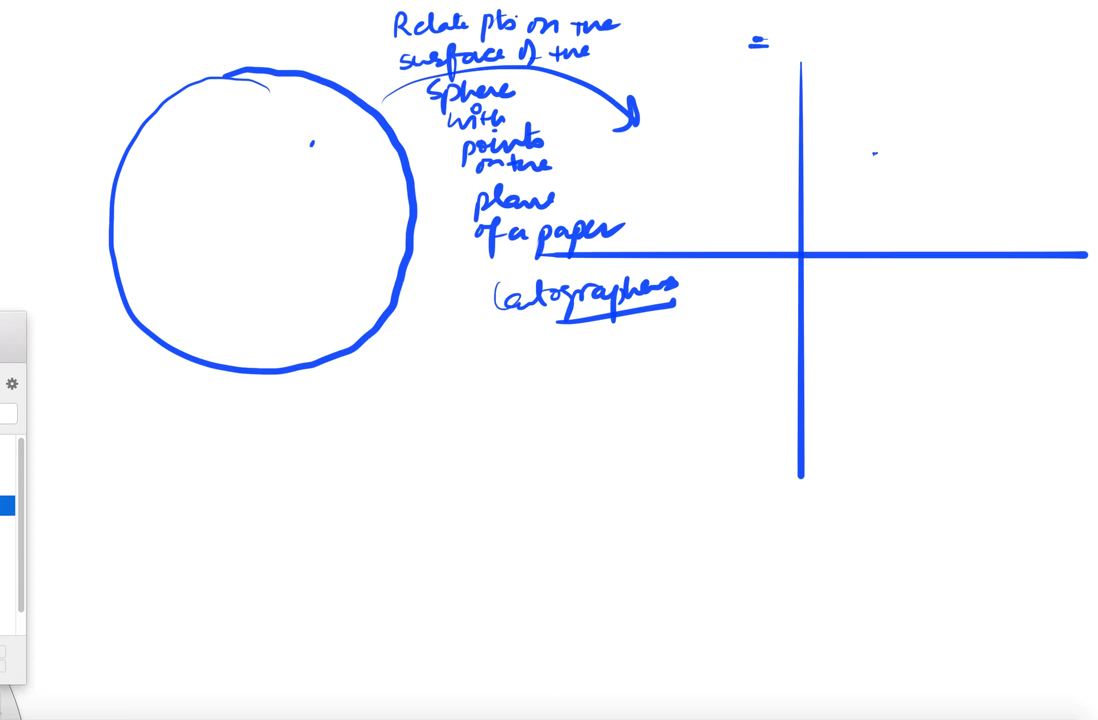 Relate pts on the
surface of the
sphere
with
points
on the
plane
of a paper
Cartographers
=